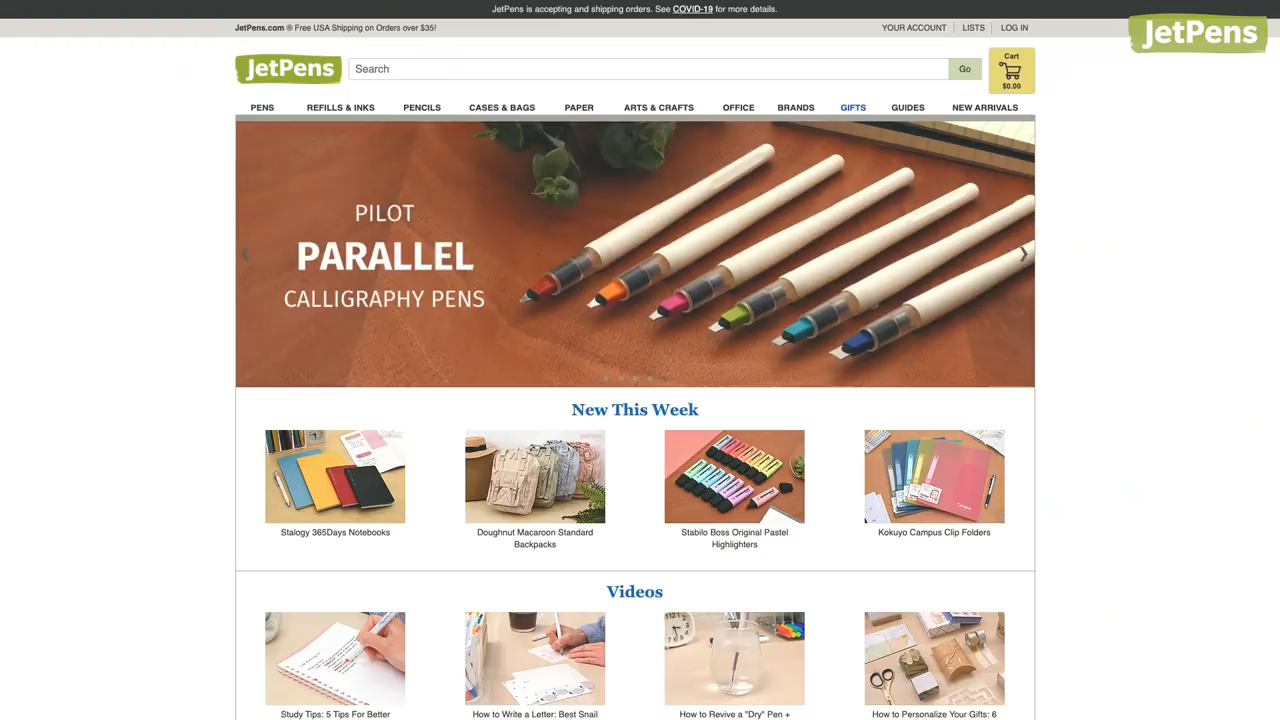 JetPens is accepting and shipping orders. See COVID-19 for more details.
JetPens.com ® Free USA Shipping on Orders over $35!
YOUR ACCOUNT
LISTS
LOG IN
JetPens
JetPens
Search
Go
Cart
$0.00
PENS
REFILLS & INKS
PENCILS
CASES & BAGS
PAPER
ARTS & CRAFTS
OFFICE
BRANDS
GIFTS
GUIDES
NEW ARRIVALS
PILOT
PARALLEL
CALLIGRAPHY PENS
New This Week
Stalogy 365Days Notebooks
Doughnut Macaroon Standard
Backpacks
Stabilo Boss Original Pastel
Highlighters
Kokuyo Campus Clip Folders
Videos
Study Tips: 5 Tips For Better
How to Write a Letter: Best Snail
How to Revive a "Dry" Pen +
How to Personalize Your Gifts: 6